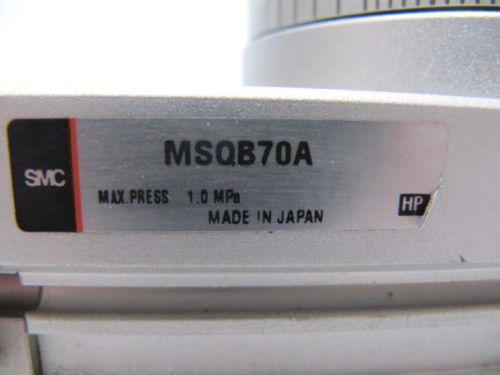 MSQB70A
SMC
MAX.PRESS 1.0 MPa
HP
MADE IN JAPAN